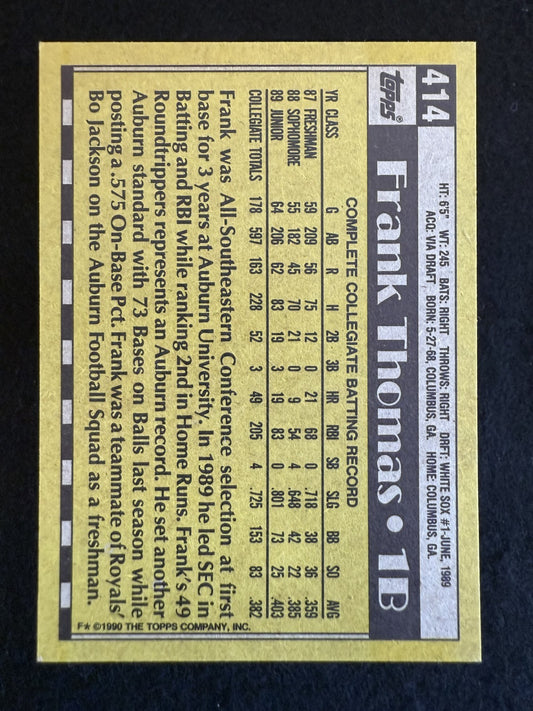 414
HT: 6'5" WT: 245 BATS: RIGHT THROWS: RIGHT DRFT: WHITE SOX #1-JUNE, 1989
ACQ: VIA DRAFT BORN: 5-27-68, COLUMBUS, GA. HOME: COLUMBUS, GA.
topps®
Frank Thomas • 1B
COMPLETE COLLEGIATE BATTING RECORD
YR CLASS G AB R H 2B 3B HR RBI SB SLG BB SO AVG
87 FRESHMAN 59 209 56 75 12 0 21 68 0 .718 38 36 .359
88 SOPHOMORE 55 182 45 70 21 0 9 54 4 .648 42 22 .385
89 JUNIOR 64 206 62 83 19 3 19 83 0 .801 73 25 .403
COLLEGIATE TOTALS 178 597 163 228 52 3 49 205 4 .725 153 83 .382
Frank was All-Southeastern Conference selection at first
base for 3 years at Auburn University. In 1989 he led SEC in
Batting and RBI while ranking 2nd in Home Runs. Frank's 49
Roundtrippers represents an Auburn record. He set another
Auburn standard with 73 Bases on Balls last season while
posting a .575 On-Base Pct. Frank was a teammate of Royals'
Bo Jackson on the Auburn Football Squad as a freshman.
F★ ©1990 THE TOPPS COMPANY, INC.